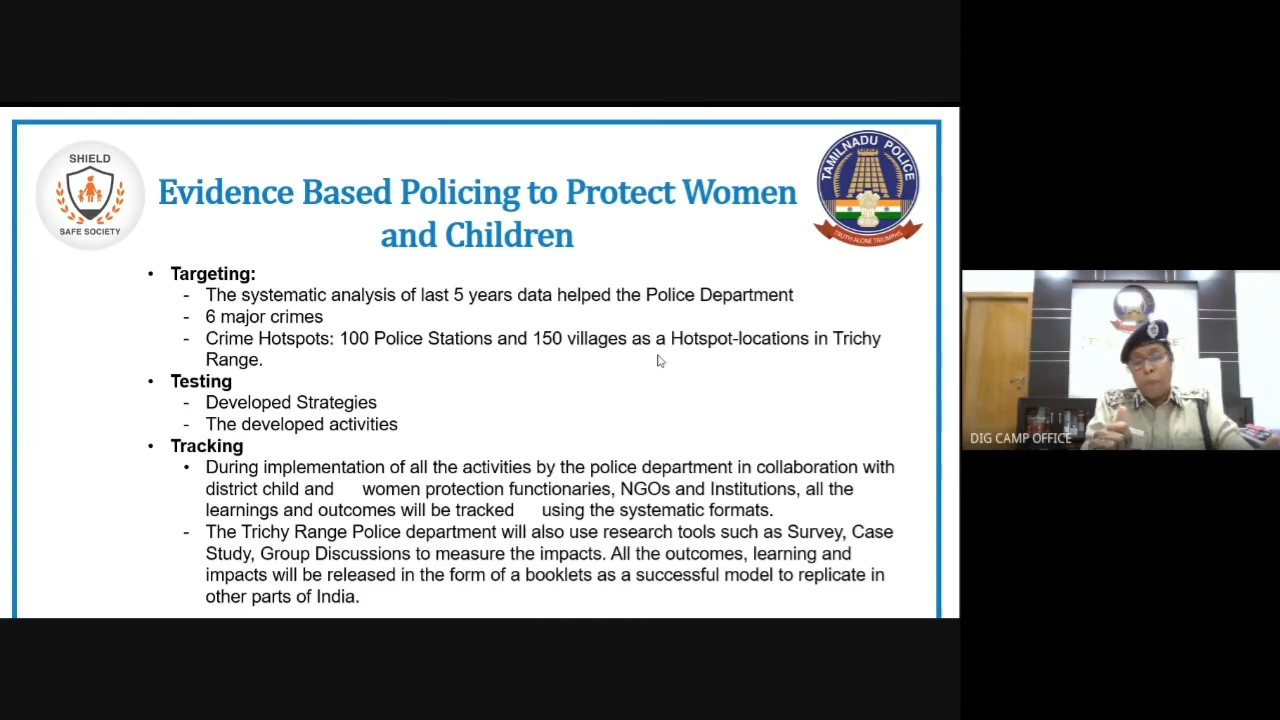 SHIELD
SAFE SOCIETY
TAMILNADU POLICE
TRUTH ALONE TRIUMPHS
Evidence Based Policing to Protect Women
and Children
• Targeting:
- The systematic analysis of last 5 years data helped the Police Department
- 6 major crimes
- Crime Hotspots: 100 Police Stations and 150 villages as a Hotspot-locations in Trichy
Range.
• Testing
- Developed Strategies
- The developed activities
• Tracking
• During implementation of all the activities by the police department in collaboration with
district child and women protection functionaries, NGOs and Institutions, all the
learnings and outcomes will be tracked using the systematic formats.
- The Trichy Range Police department will also use research tools such as Survey, Case
Study, Group Discussions to measure the impacts. All the outcomes, learning and
impacts will be released in the form of a booklets as a successful model to replicate in
other parts of India.
DIG CAMP OFFICE